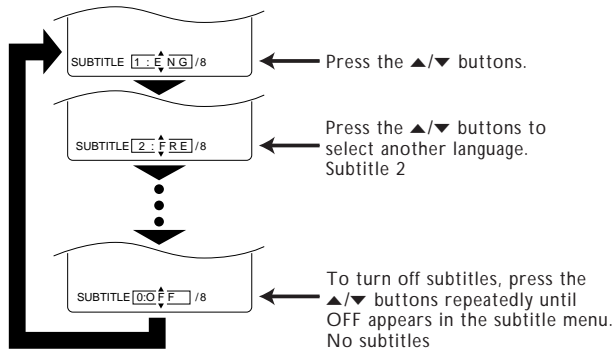 SUBTITLE 1:ENG /8
Press the ▲/▼ buttons.
SUBTITLE 2:FRE /8
Press the ▲/▼ buttons to
select another language.
Subtitle 2
SUBTITLE 0:OFF /8
To turn off subtitles, press the
▲/▼ buttons repeatedly until
OFF appears in the subtitle menu.
No subtitles